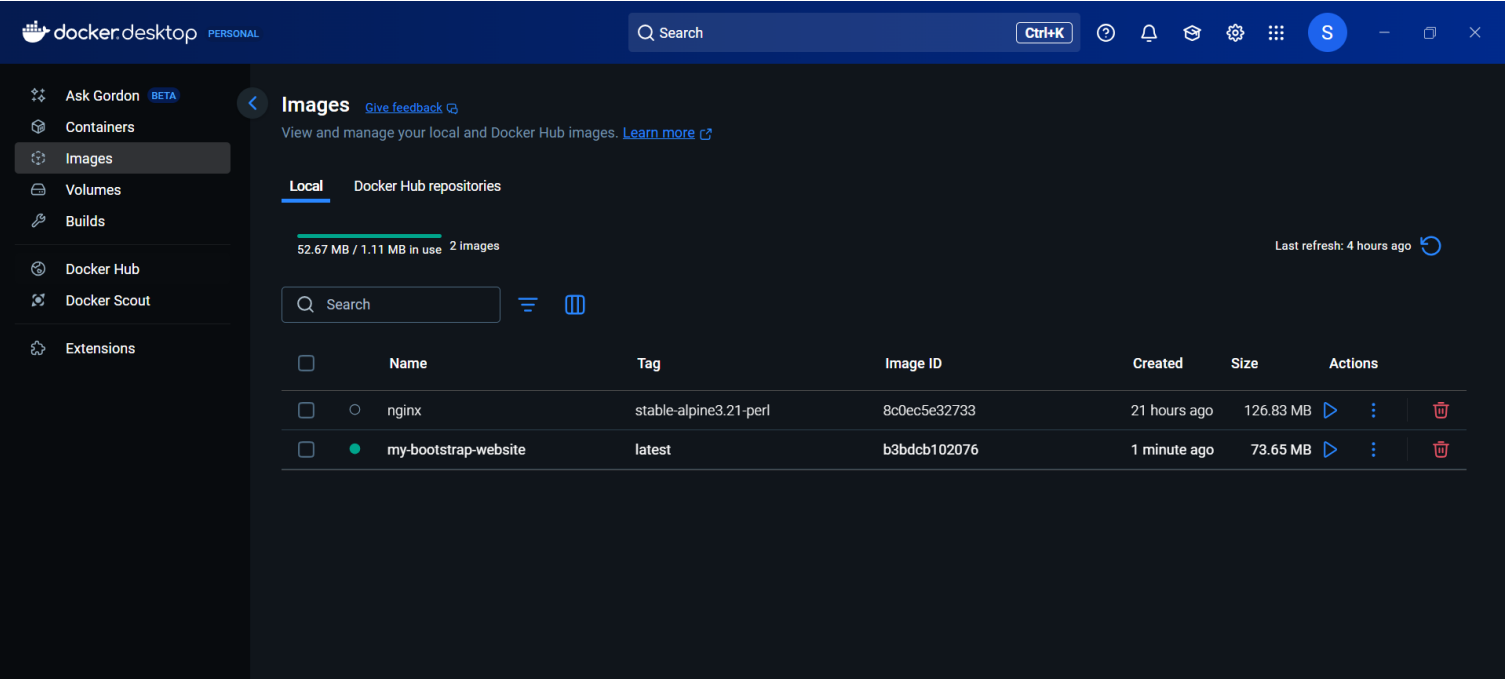 docker.desktop PERSONAL Search Ctrl+K S
Ask Gordon BETA
Containers
Images
Volumes
Builds
Docker Hub
Docker Scout
Extensions
Images Give feedback
View and manage your local and Docker Hub images. Learn more
Local Docker Hub repositories
52.67 MB / 1.11 MB in use 2 images Last refresh: 4 hours ago
Search
Name Tag Image ID Created Size Actions
nginx stable-alpine3.21-perl 8c0ec5e32733 21 hours ago 126.83 MB
my-bootstrap-website latest b3bdcb102076 1 minute ago 73.65 MB